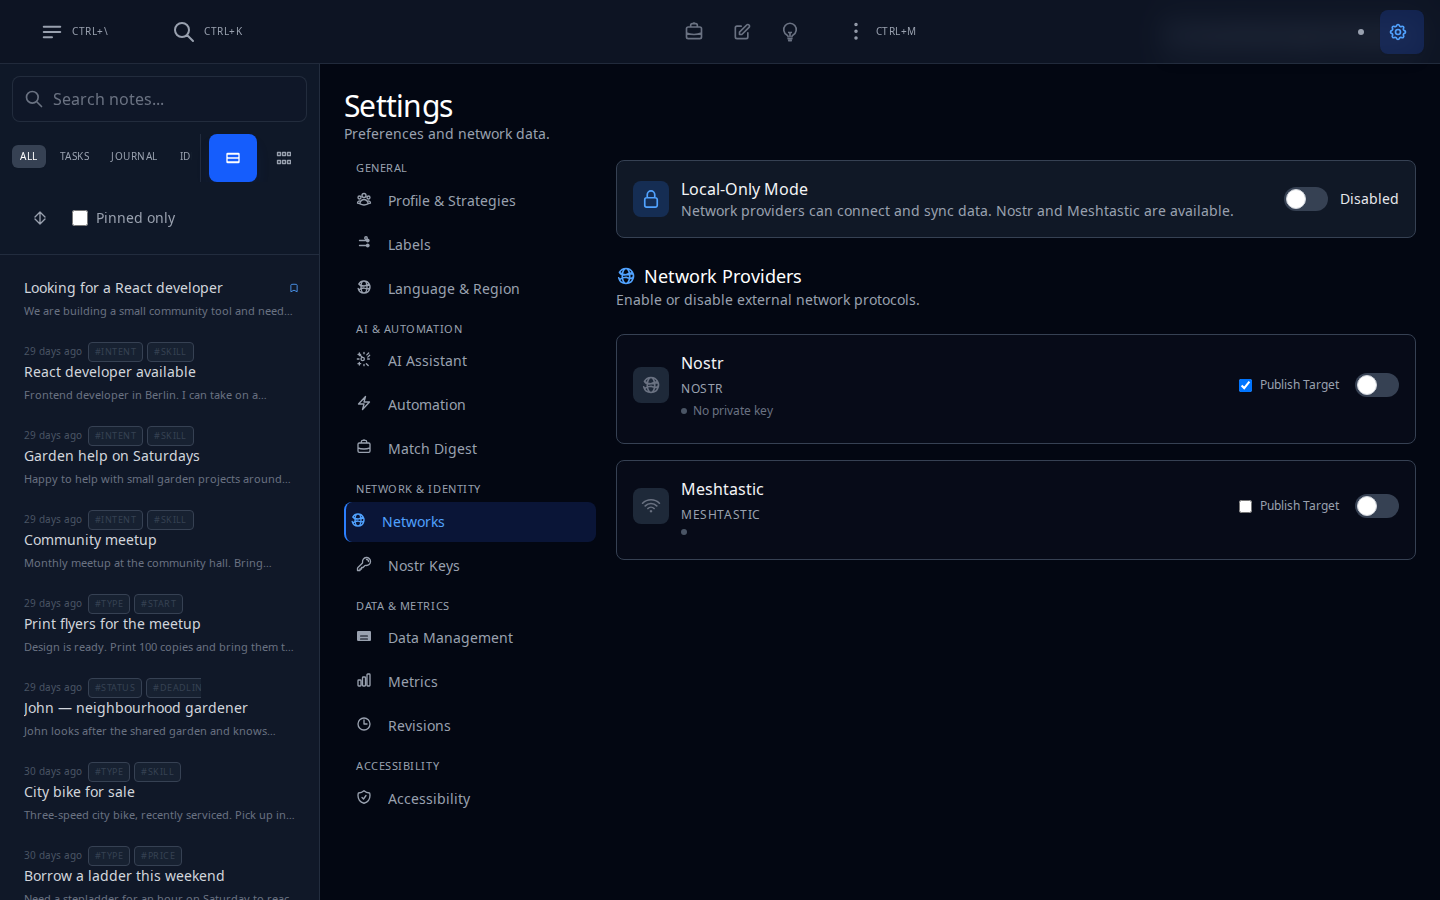 CTRL+\
CTRL+K
CTRL+M
Search notes...
ALL
TASKS
JOURNAL
ID
Pinned only
Looking for a React developer
We are building a small community tool and need...
29 days ago #INTENT #SKILL
React developer available
Frontend developer in Berlin. I can take on a...
29 days ago #INTENT #SKILL
Garden help on Saturdays
Happy to help with small garden projects around...
29 days ago #INTENT #SKILL
Community meetup
Monthly meetup at the community hall. Bring...
29 days ago #TYPE #START
Print flyers for the meetup
Design is ready. Print 100 copies and bring them t...
29 days ago #STATUS #DEADLIN
John — neighbourhood gardener
John looks after the shared garden and knows...
30 days ago #TYPE #SKILL
City bike for sale
Three-speed city bike, recently serviced. Pick up in...
30 days ago #TYPE #PRICE
Borrow a ladder this weekend
Need a stepladder for an hour on Saturday to reac...
Settings
Preferences and network data.
GENERAL
Profile & Strategies
Labels
Language & Region
AI & AUTOMATION
AI Assistant
Automation
Match Digest
NETWORK & IDENTITY
Networks
Nostr Keys
DATA & METRICS
Data Management
Metrics
Revisions
ACCESSIBILITY
Accessibility
Local-Only Mode
Network providers can connect and sync data. Nostr and Meshtastic are available.
Disabled
Network Providers
Enable or disable external network protocols.
Nostr
NOSTR
No private key
Publish Target
Meshtastic
MESHTASTIC
Publish Target